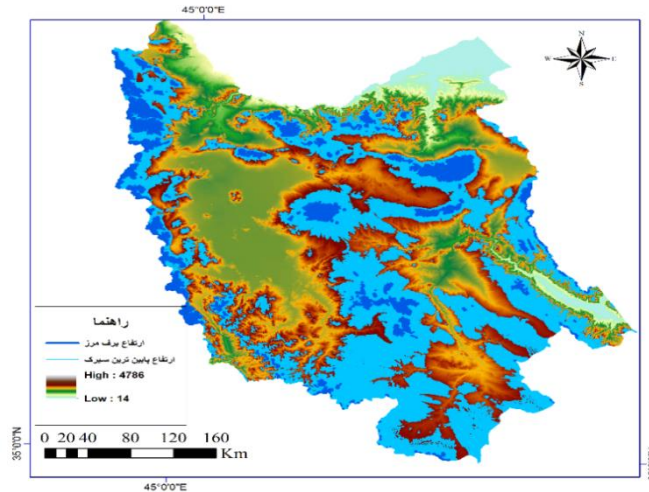 45°0'0"E
N
W
E
S
راهنما
ارتفاع برف مرز
ارتفاع پایین ترین سیرک
High : 4786
Low : 14
0 20 40 80 120 160
Km
35°0'0"N
45°0'0"E